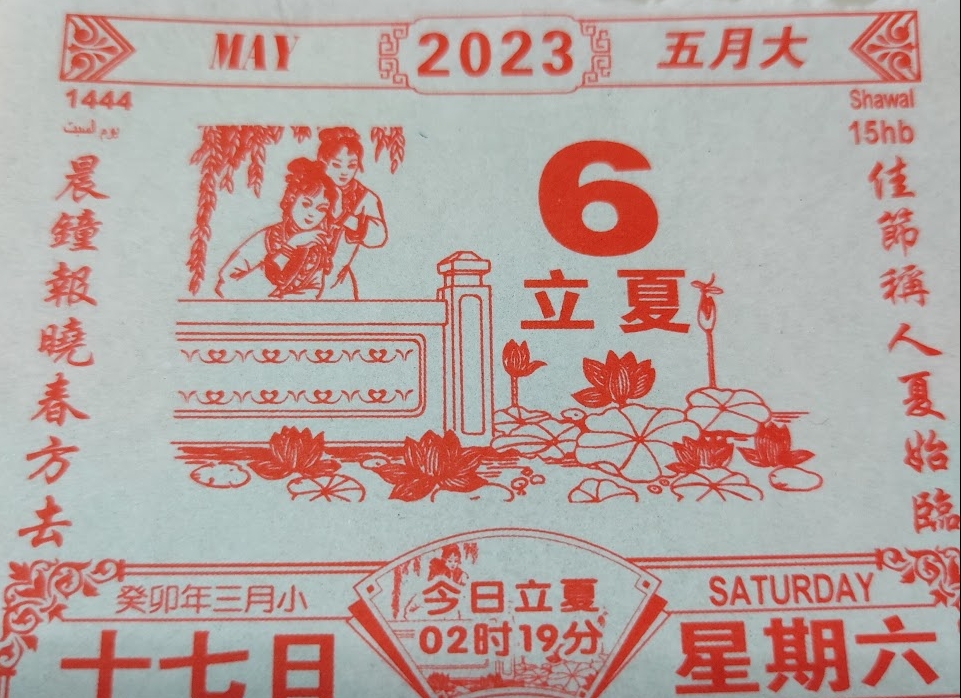 MAY 2023 五月大
1444 Shawal
يوم السبت 15hb
6
立夏
佳節稱人夏始臨
晨鐘報曉春方去
癸卯年三月小 今日立夏 SATURDAY
02时19分
十七日 星期六